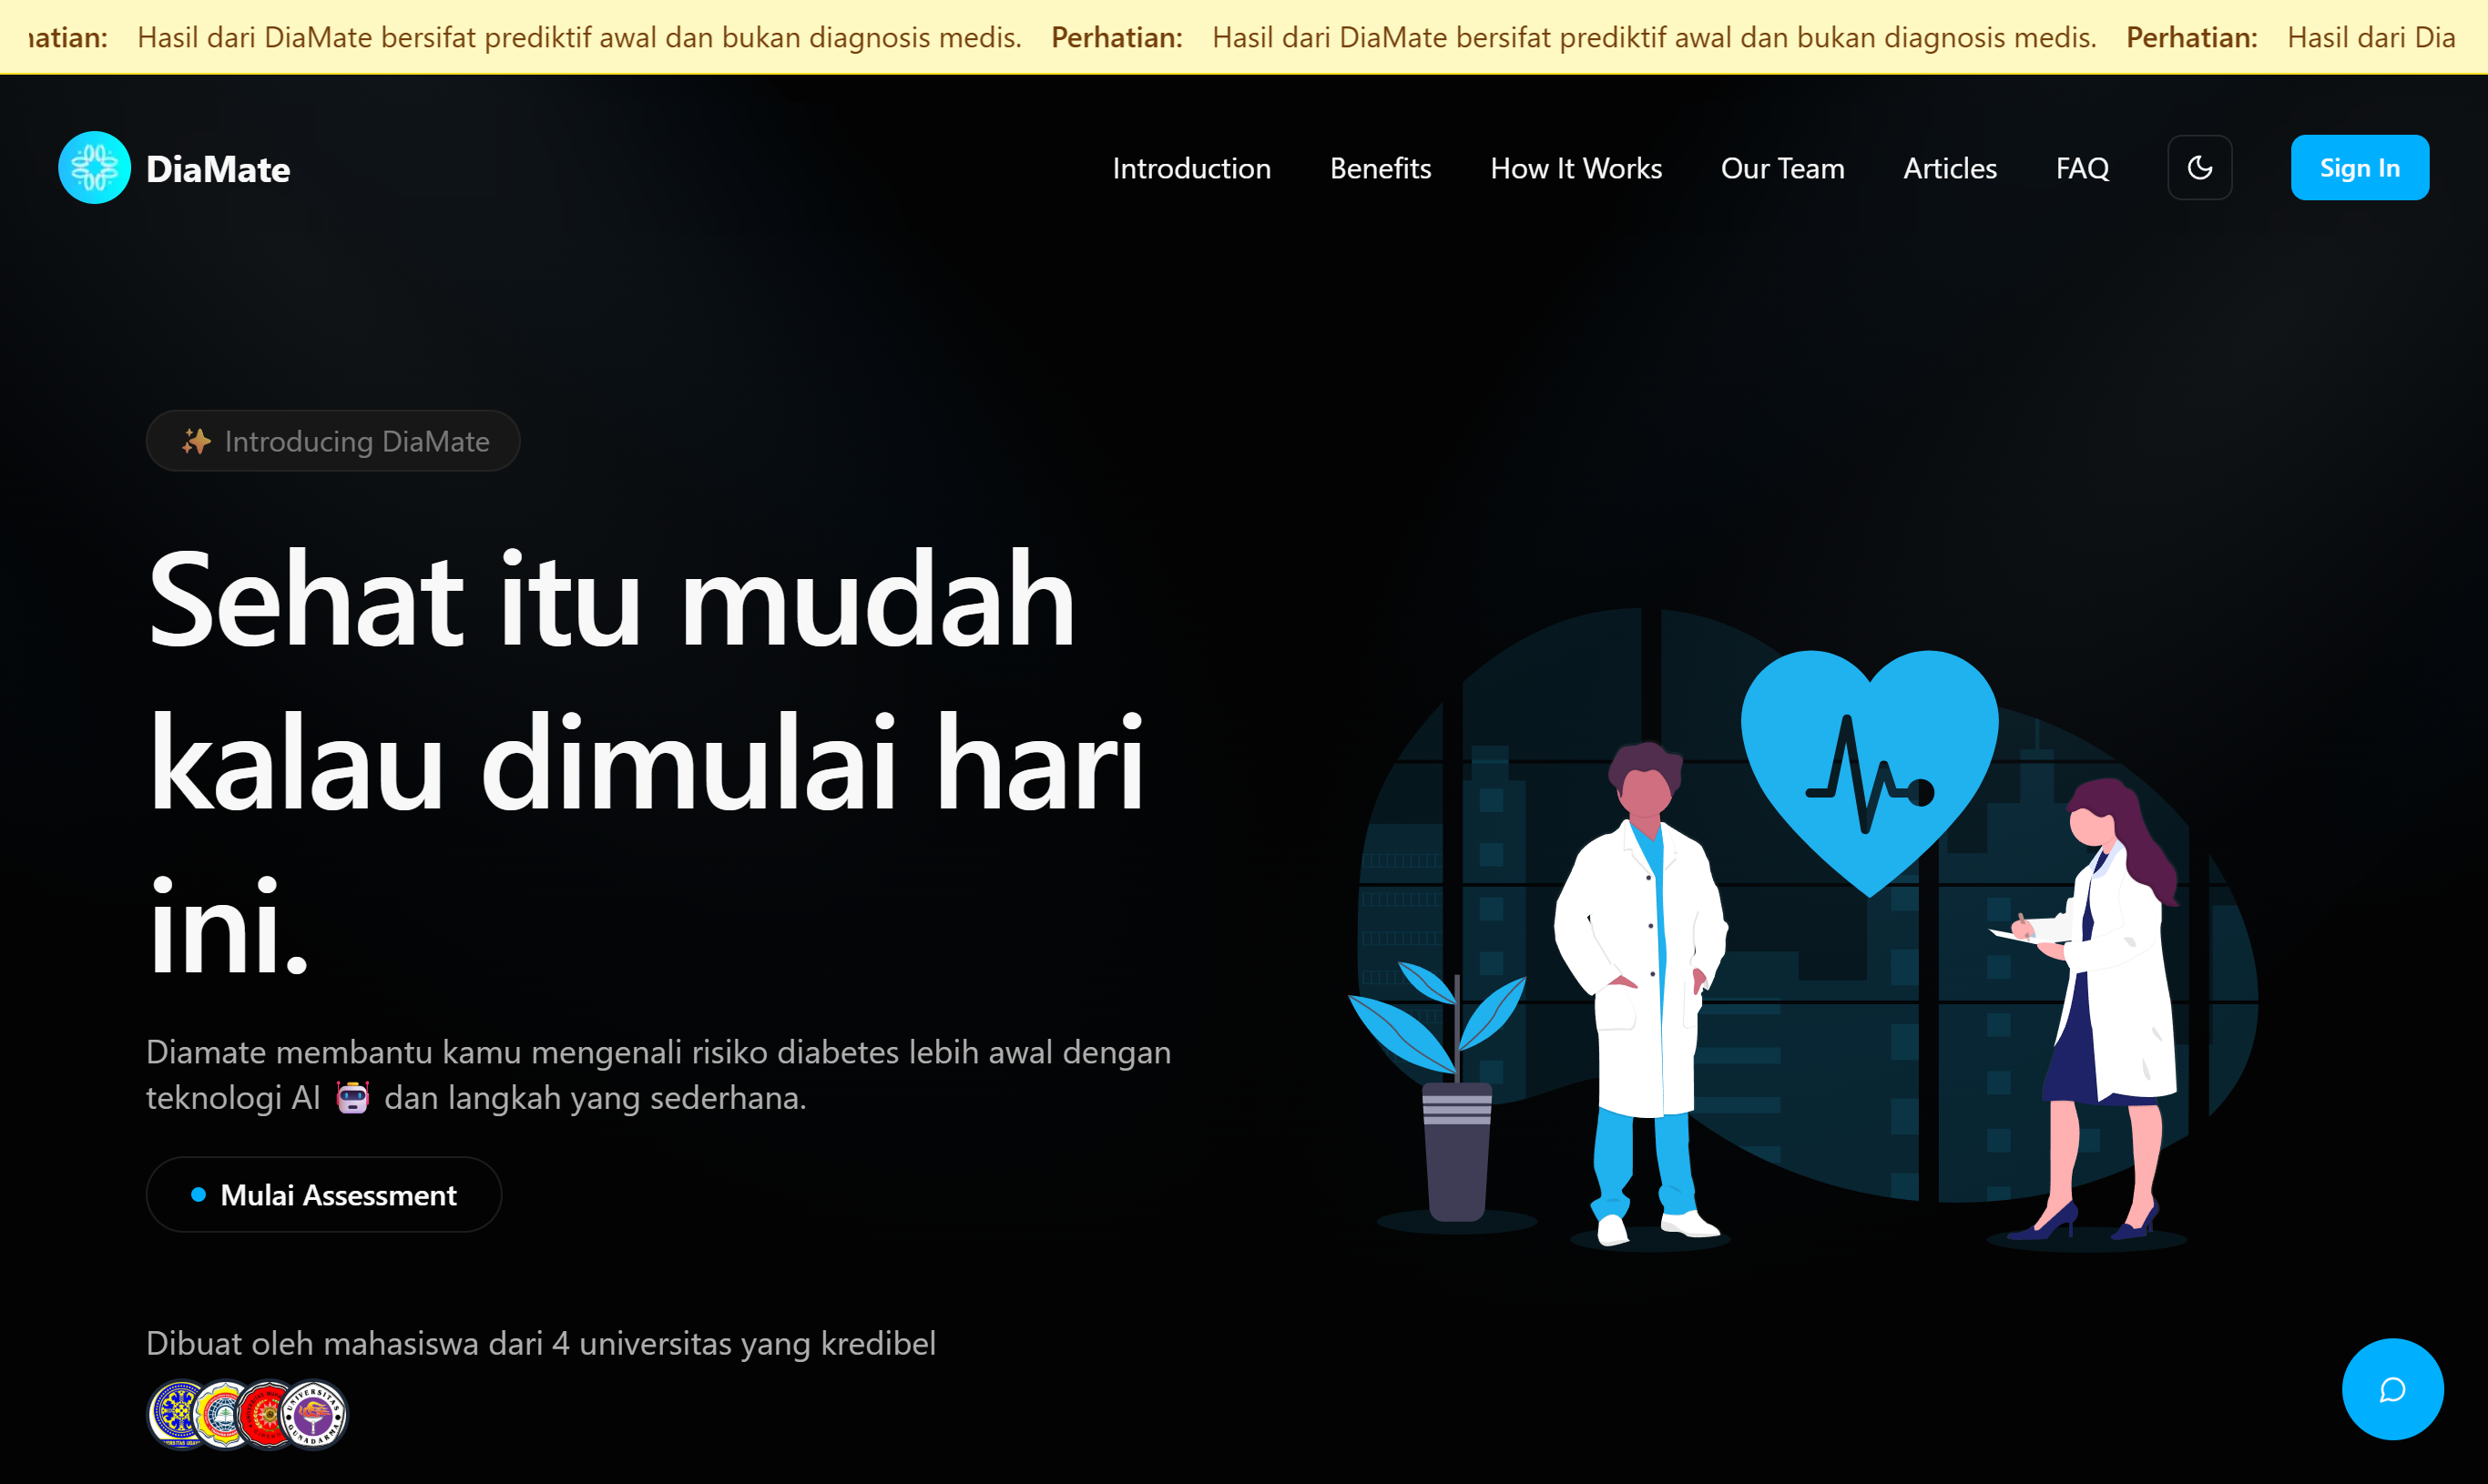 Hasil dari DiaMate bersifat prediktif awal dan bukan diagnosis medis. Perhatian: Hasil dari DiaMate bersifat prediktif awal dan bukan diagnosis medis. Perhatian: Hasil dari
DiaMate
Introduction Benefits How It Works Our Team Articles FAQ Sign In
✨ Introducing DiaMate
Sehat itu mudah
kalau dimulai hari
ini.
Diamate membantu kamu mengenali risiko diabetes lebih awal dengan
teknologi AI 🤖 dan langkah yang sederhana.
Mulai Assessment
Dibuat oleh mahasiswa dari 4 universitas yang kredibel
UNIVERSITAS
GUNADARMA